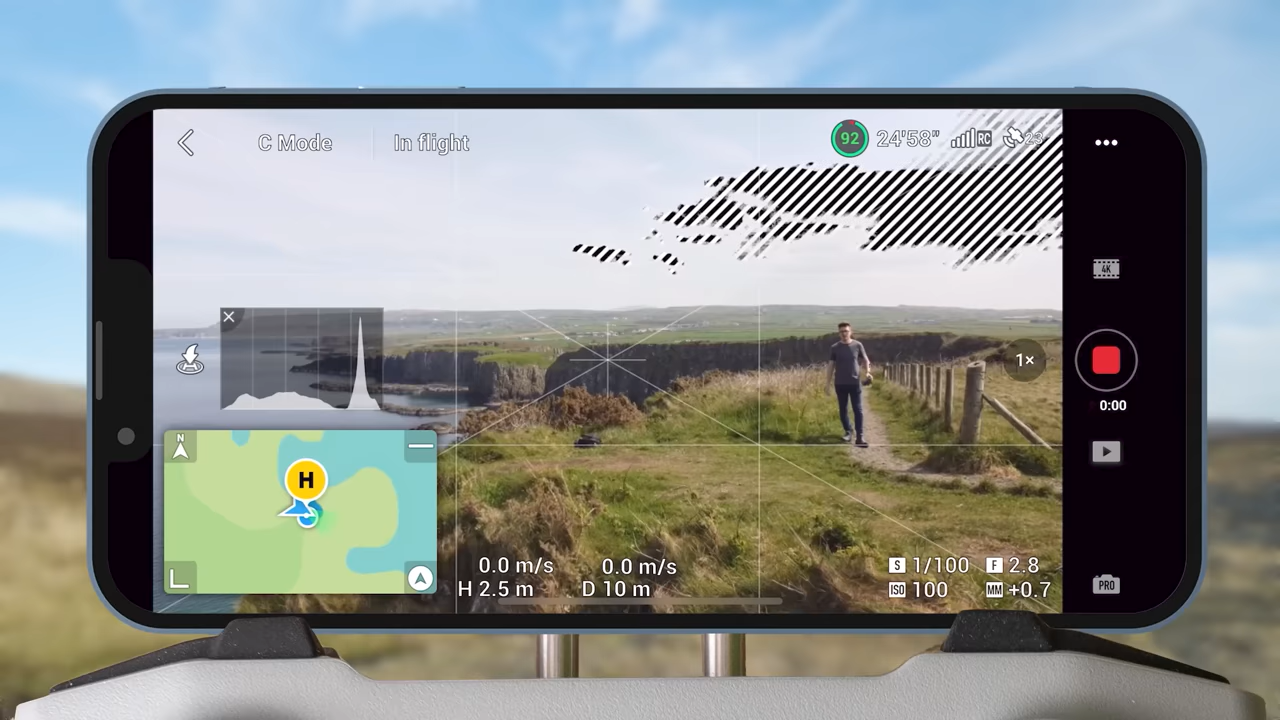 C Mode
In flight
92
24'58"
RC
23
4K
1×
0:00
N
H
0.0 m/s
0.0 m/s
H 2.5 m
D 10 m
S 1/100
F 2.8
ISO 100
MM +0.7
PRO